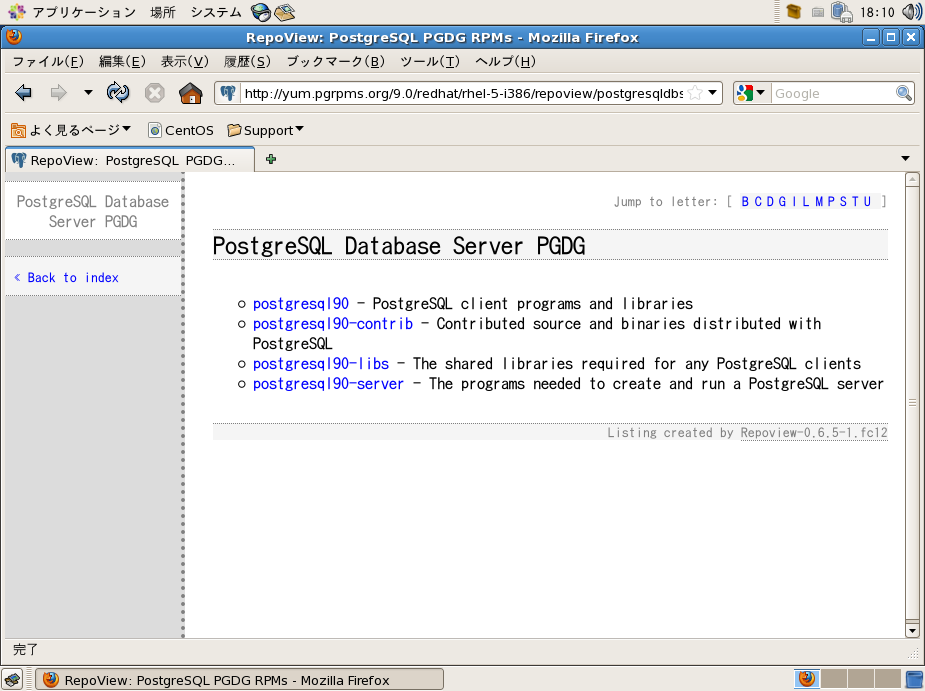 アプリケーション 場所 システム 18:10
RepoView: PostgreSQL PGDG RPMs - Mozilla Firefox
ファイル(F) 編集(E) 表示(V) 履歴(S) ブックマーク(B) ツール(T) ヘルプ(H)
http://yum.pgrpms.org/9.0/redhat/rhel-5-i386/repoview/postgresqldbs Google
よく見るページ CentOS Support
RepoView: PostgreSQL PGDG...
PostgreSQL Database
Server PGDG
« Back to index
Jump to letter: [ B C D G I L M P S T U ]
PostgreSQL Database Server PGDG
postgresql90 - PostgreSQL client programs and libraries
postgresql90-contrib - Contributed source and binaries distributed with
PostgreSQL
postgresql90-libs - The shared libraries required for any PostgreSQL clients
postgresql90-server - The programs needed to create and run a PostgreSQL server
Listing created by Repoview-0.6.5-1.fc12
完了
RepoView: PostgreSQL PGDG RPMs - Mozilla Firefox